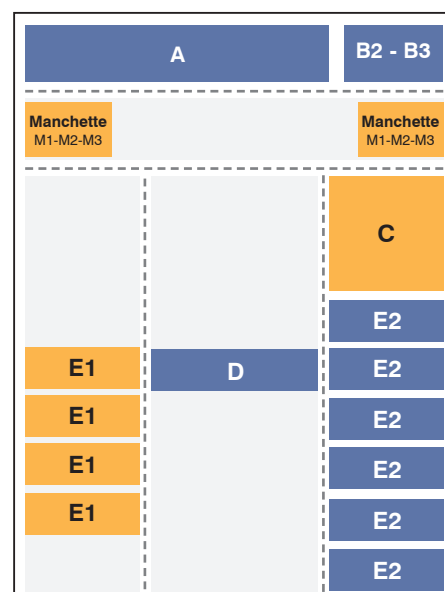 A
B2 - B3
Manchette
M1-M2-M3
Manchette
M1-M2-M3
C
E2
E1
D
E2
E1
E2
E1
E2
E1
E2
E2